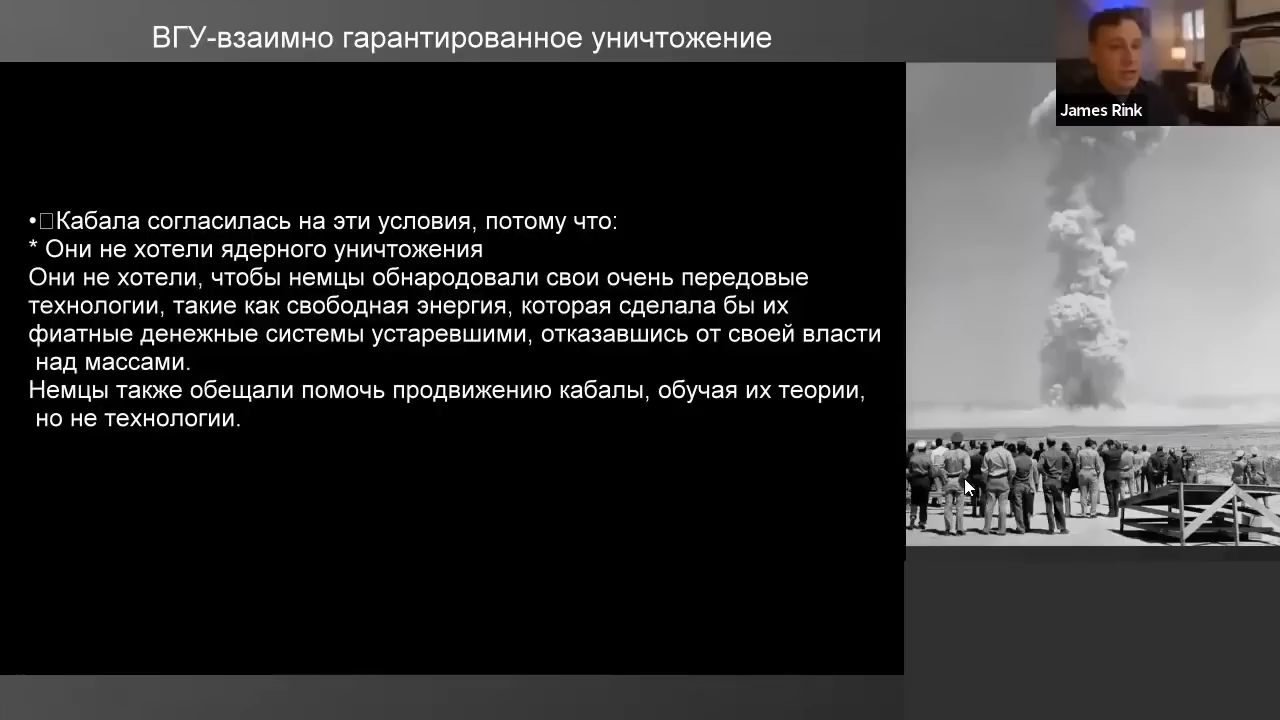 ВГУ-взаимно гарантированное уничтожение
James Rink
•□Кабала согласилась на эти условия, потому что:
* Они не хотели ядерного уничтожения
Они не хотели, чтобы немцы обнародовали свои очень передовые
технологии, такие как свободная энергия, которая сделала бы их
фиатные денежные системы устаревшими, отказавшись от своей власти
над массами.
Немцы также обещали помочь продвижению кабалы, обучая их теории,
но не технологии.